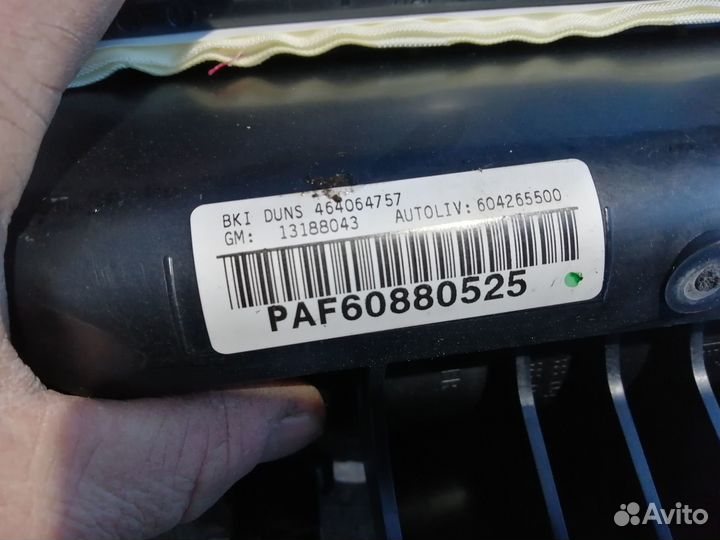 BKI DUNS 464064757
GM: 13188043 AUTOLIV: 604265500
PAF60880525
Avito